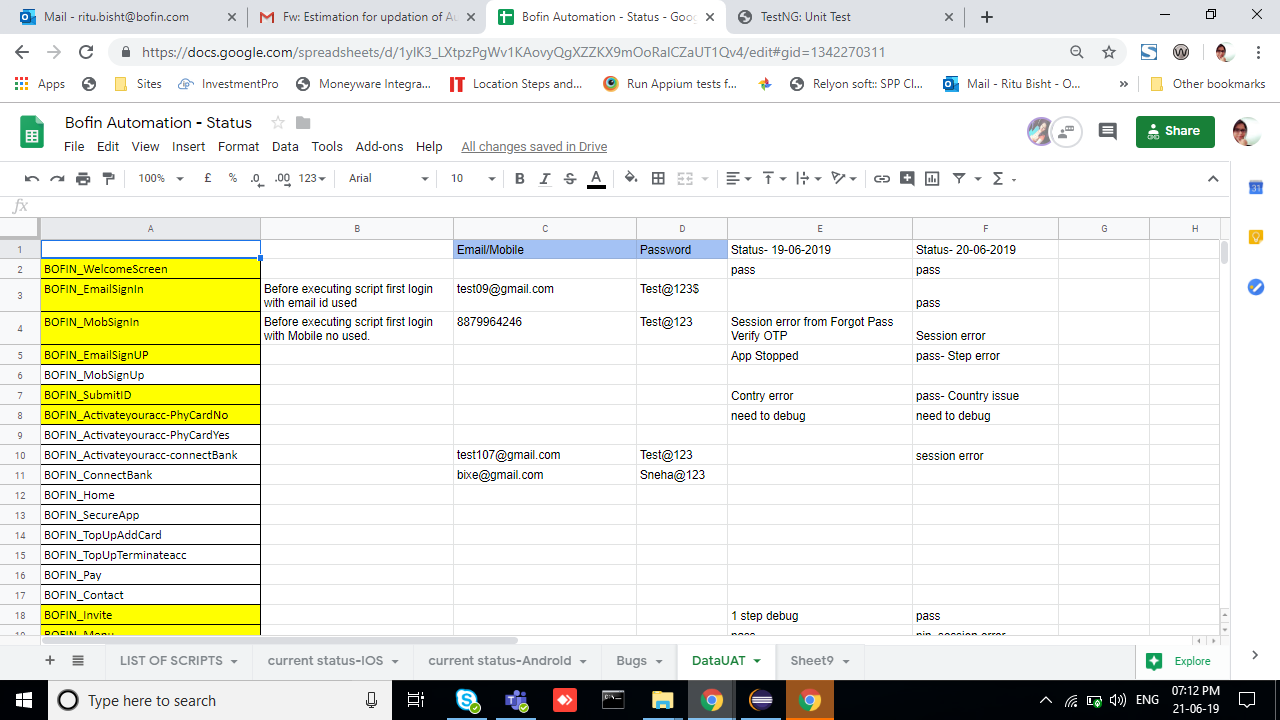 Mail - ritu.bisht@bofin.com
Fw: Estimation for updation of Au
Bofin Automation - Status - Goog
TestNG: Unit Test
https://docs.google.com/spreadsheets/d/1ylK3_LXtpzPgWv1KAovyQgXZZKX9mOoRalCZaUT1Qv4/edit#gid=1342270311
Apps
Sites
InvestmentPro
Moneyware Integra...
Location Steps and...
Run Appium tests f...
Relyon soft:: SPP Cl...
Mail - Ritu Bisht - O...
»
Other bookmarks
Bofin Automation - Status
File Edit View Insert Format Data Tools Add-ons Help All changes saved in Drive
Share
100% £ % .0 .00 123 Arial 10 B I S A Σ
fx
A B C D E F G H
1 Email/Mobile Password Status- 19-06-2019 Status- 20-06-2019
2 BOFIN_WelcomeScreen pass pass
3 BOFIN_EmailSignIn Before executing script first login test09@gmail.com Test@123$
with email id used pass
4 BOFIN_MobSignIn Before executing script first login 8879964246 Test@123 Session error from Forgot Pass
with Mobile no used. Verify OTP Session error
5 BOFIN_EmailSignUP App Stopped pass- Step error
6 BOFIN_MobSignUp
7 BOFIN_SubmitID Contry error pass- Country issue
8 BOFIN_Activateyouracc-PhyCardNo need to debug need to debug
9 BOFIN_Activateyouracc-PhyCardYes
10 BOFIN_Activateyouracc-connectBank test107@gmail.com Test@123 session error
11 BOFIN_ConnectBank bixe@gmail.com Sneha@123
12 BOFIN_Home
13 BOFIN_SecureApp
14 BOFIN_TopUpAddCard
15 BOFIN_TopUpTerminateacc
16 BOFIN_Pay
17 BOFIN_Contact
18 BOFIN_Invite 1 step debug pass
19 BOFIN_Menu pass pin session error
LIST OF SCRIPTS
current status-IOS
current status-Android
Bugs
DataUAT
Sheet9
Explore
Type here to search
ENG
07:12 PM
21-06-19